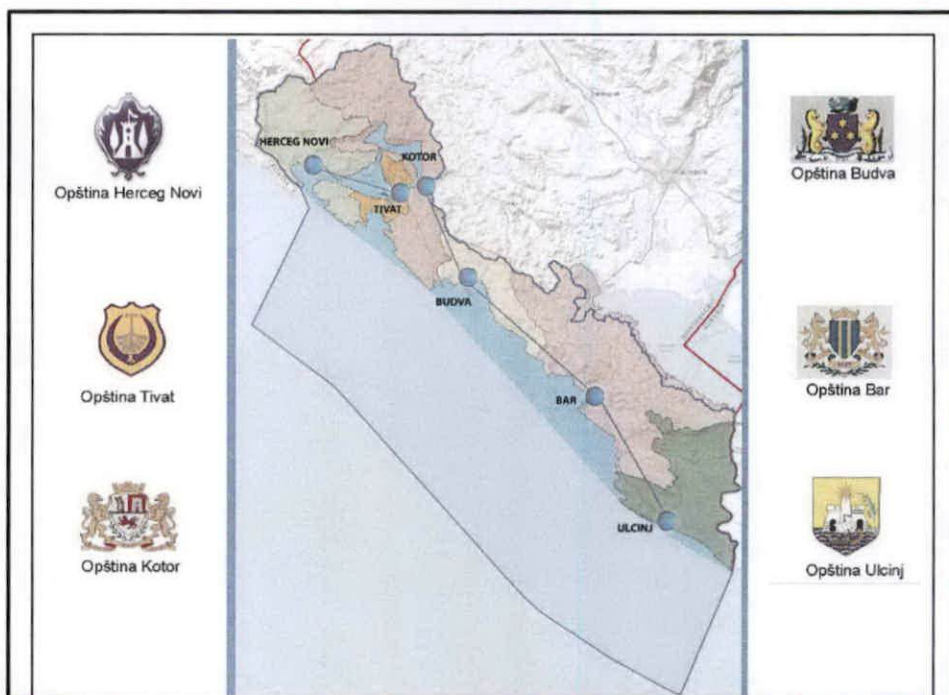 Opština Herceg Novi
Opština Tivat
Opština Kotor
HERCEG NOVI
KOTOR
TIVAT
BUDVA
BAR
ULCINJ
Opština Budva
Opština Bar
Opština Ulcinj